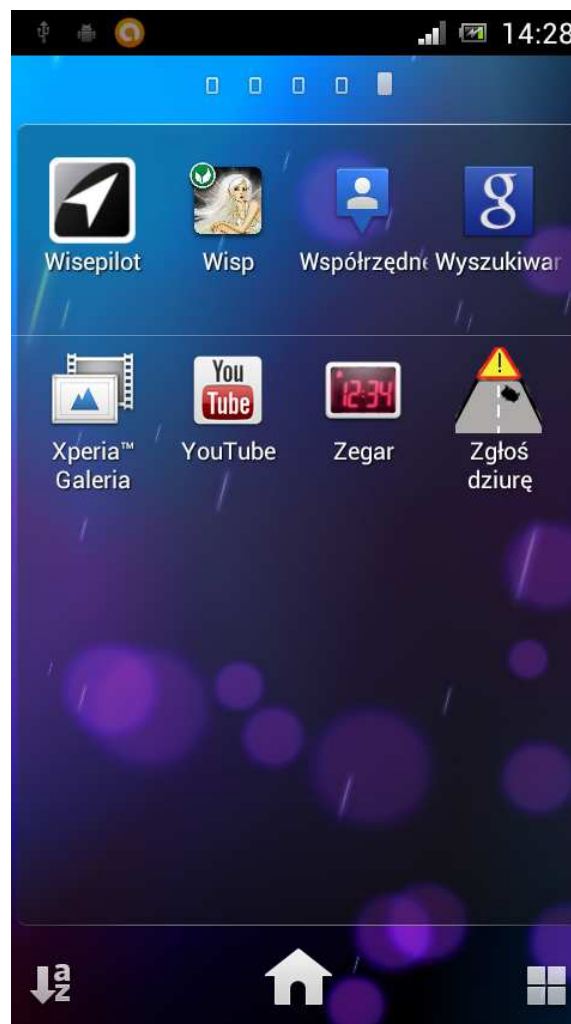 14:28
Wisepilot Wisp Współrzędne Wyszukiwar
g
You
Tube
12:34
Xperia™ YouTube Zegar Zgłoś
Galeria dziurę
a
z